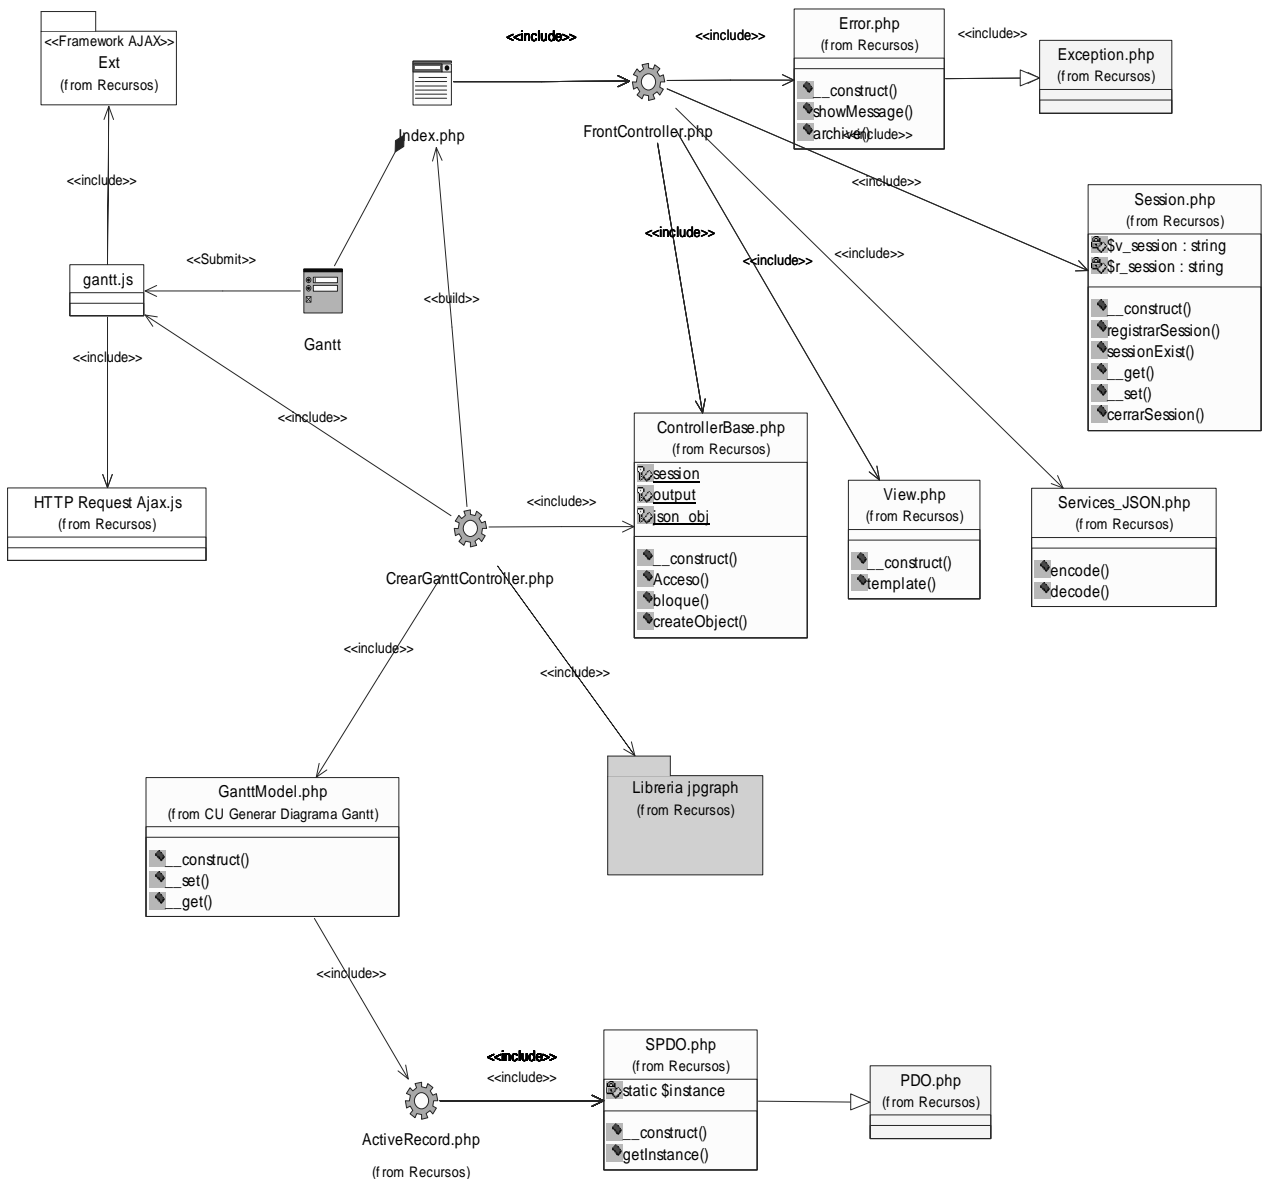 <<Framework AJAX>>
Ext
(from Recursos)
<<include>>
<<include>>
<<include>>
Error.php
(from Recursos)
__construct()
showMessage()
archive()
<<include>>
<<include>>
Exception.php
(from Recursos)
Index.php
FrontController.php
<<include>>
<<include>>
Session.php
(from Recursos)
$v_session : string
$r_session : string
__construct()
registrarSession()
sessionExist()
__get()
__set()
cerrarSession()
<<include>>
<<include>>
<<include>>
<<Submit>>
gantt.js
<<build>>
Gantt
<<include>>
<<include>>
HTTP Request Ajax.js
(from Recursos)
<<include>>
CrearGanttController.php
ControllerBase.php
(from Recursos)
session
output
json_obj
__construct()
Acceso()
bloque()
createObject()
View.php
(from Recursos)
__construct()
template()
Services_JSON.php
(from Recursos)
encode()
decode()
<<include>>
<<include>>
GanttModel.php
(from CU Generar Diagrama Gantt)
__construct()
__set()
__get()
Libreria jpgraph
(from Recursos)
<<include>>
<<include>>
<<include>>
ActiveRecord.php
(from Recursos)
SPDO.php
(from Recursos)
static $instance
__construct()
getInstance()
PDO.php
(from Recursos)